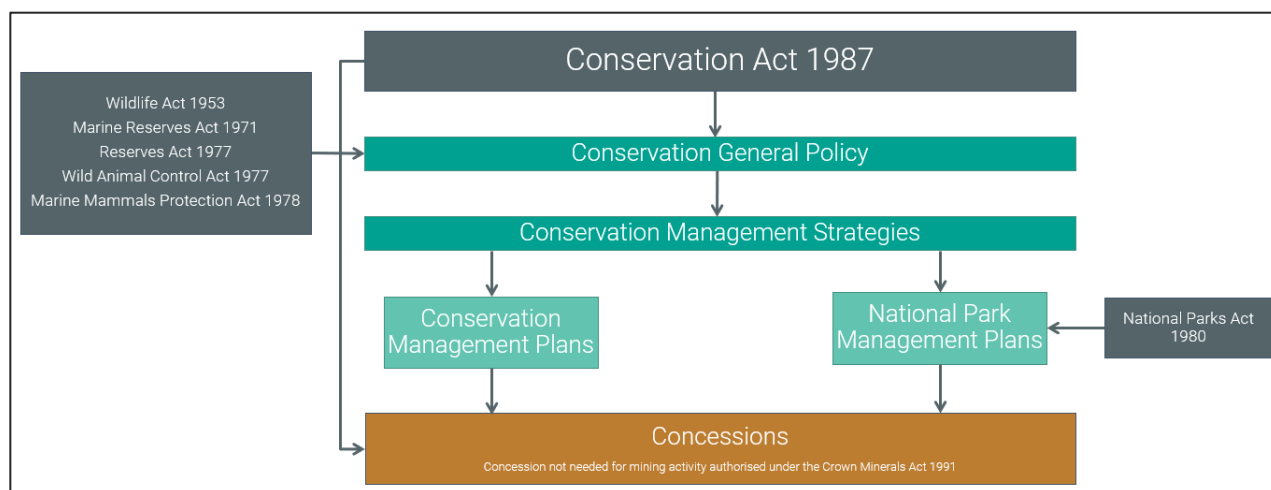 Conservation Act 1987
Wildlife Act 1953
Marine Reserves Act 1971
Reserves Act 1977
Wild Animal Control Act 1977
Marine Mammals Protection Act 1978
Conservation General Policy
Conservation Management Strategies
Conservation
Management Plans
National Park
Management Plans
National Parks Act
1980
Concessions
Concession not needed for mining activity authorised under the Crown Minerals Act 1991